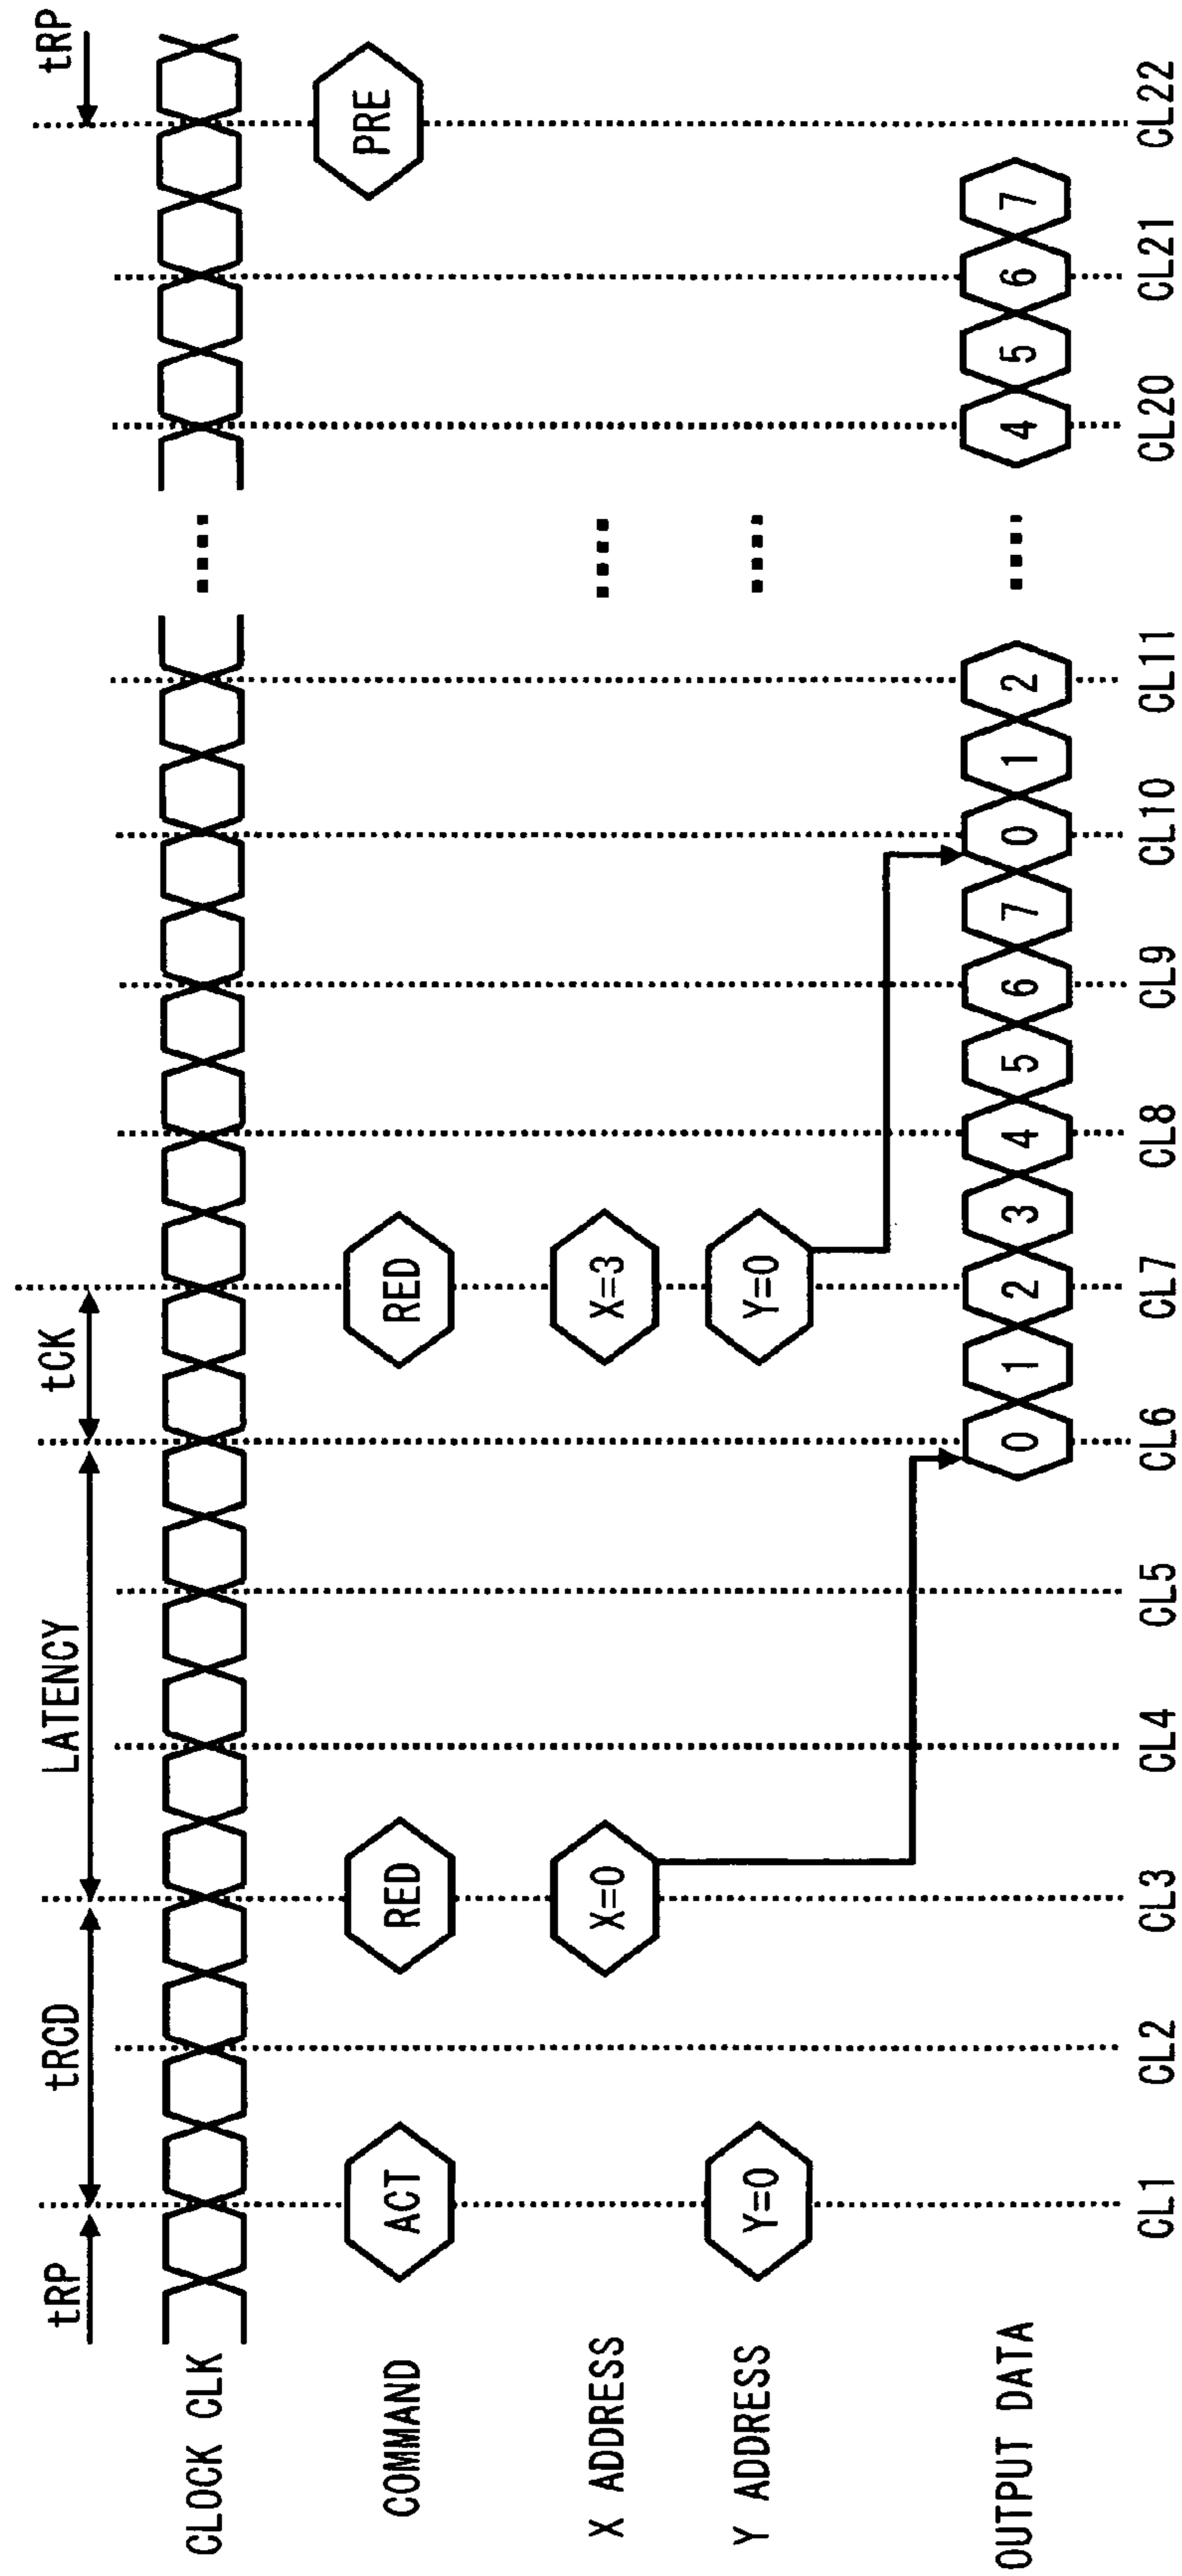 tRP tRCD LATENCY tCK tRP
CLOCK CLK
COMMAND ACT RED RED PRE
X ADDRESS X=0 X=3
Y ADDRESS Y=0 Y=0
OUTPUT DATA 0 1 2 3 4 5 6 7 0 1 2 4 5 6 7
CL1 CL2 CL3 CL4 CL5 CL6 CL7 CL8 CL9 CL10 CL11 CL20 CL21 CL22